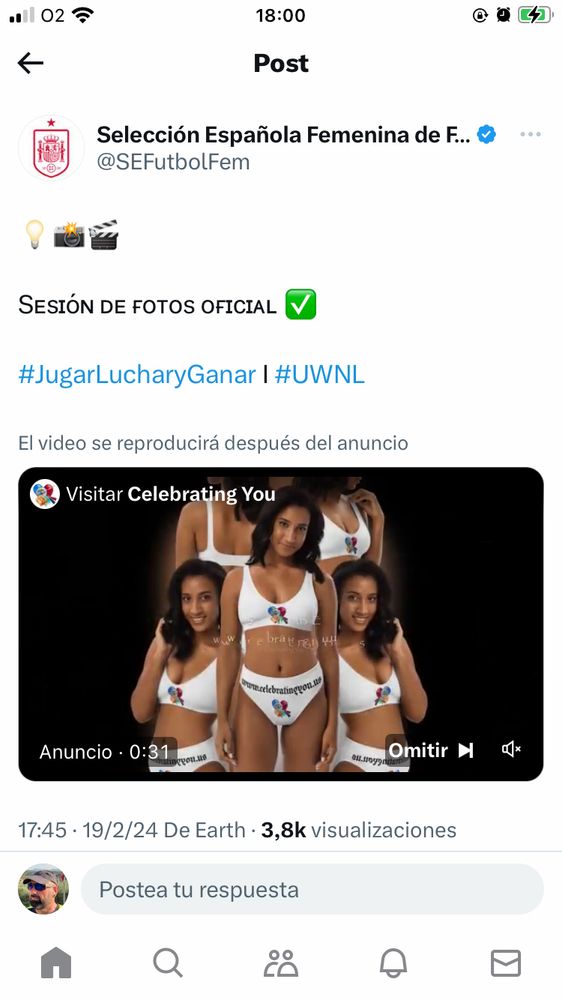 O2
18:00
Post
Selección Española Femenina de F...
@SEFutbolFem
Sesión de fotos oficial
#JugarLucharyGanar | #UWNL
El video se reproducirá después del anuncio
Visitar Celebrating You
www.celebratingyou.us
Anuncio · 0:31
Omitir
17:45 · 19/2/24 De Earth · 3,8k visualizaciones
Postea tu respuesta